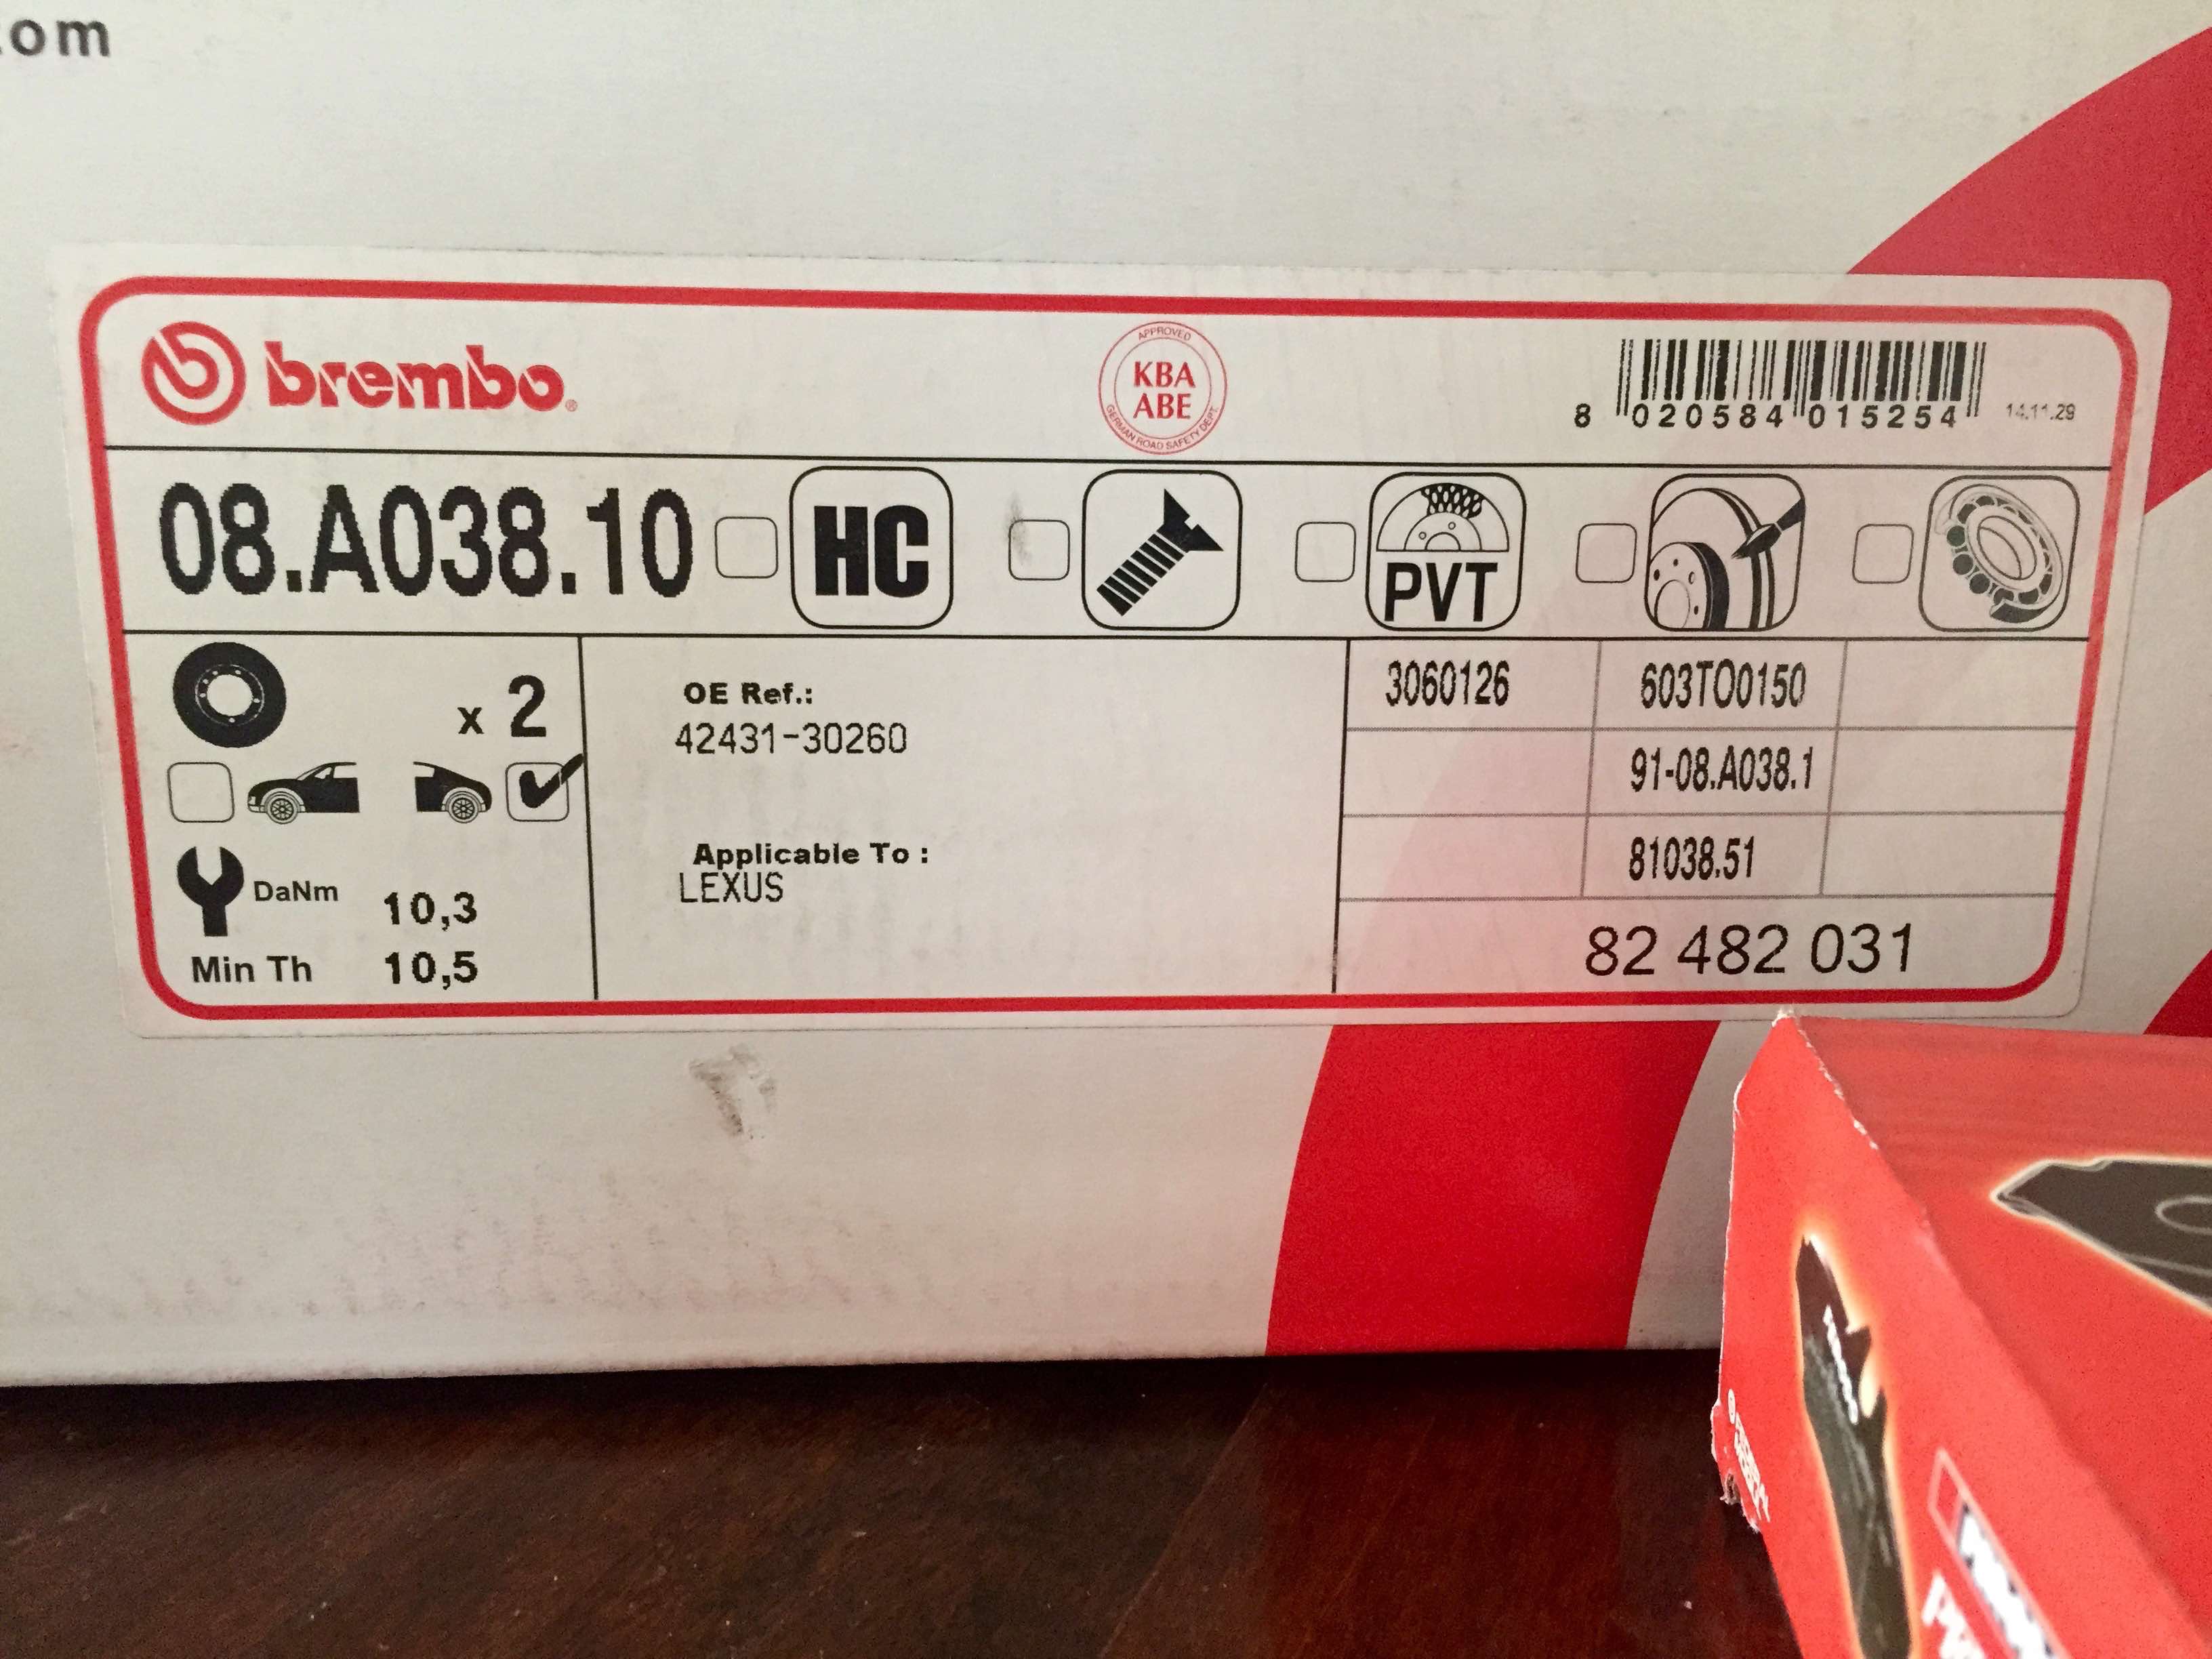 com
brembo®
APPROVED
KBA
ABE
GERMAN ROAD SAFETY DEPT.
8 020584 015254
14.11.29
08.A038.10
HC
PVT
x 2
OE Ref.:
42431-30260
3060126
603TO0150
91-08.A038.1
DaNm 10,3
Applicable To :
LEXUS
81038.51
Min Th 10,5
82 482 031